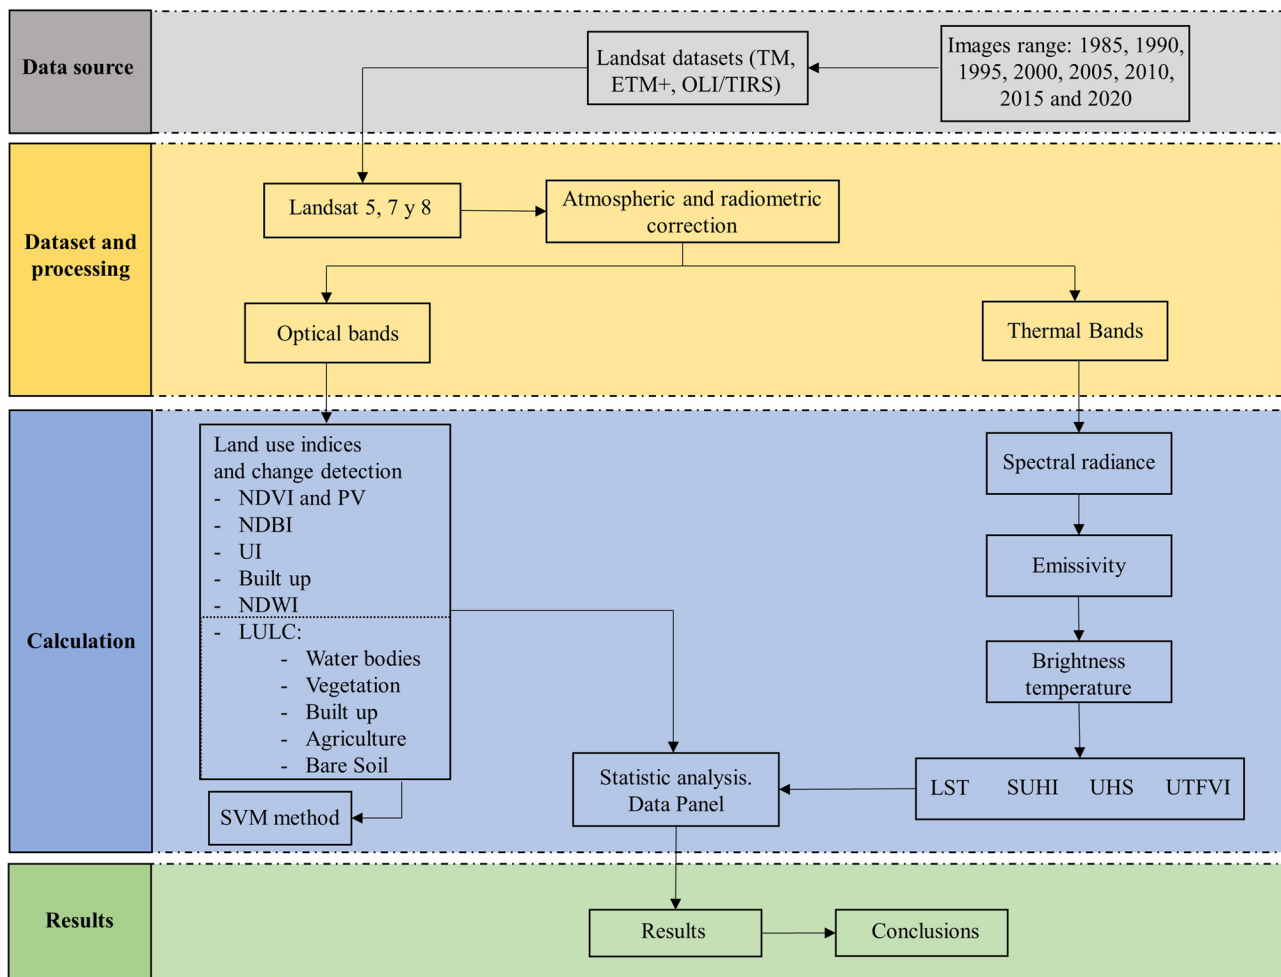 Data source
Landsat datasets (TM,
ETM+, OLI/TIRS)
Images range: 1985, 1990,
1995, 2000, 2005, 2010,
2015 and 2020
Dataset and
processing
Landsat 5, 7 y 8
Atmospheric and radiometric
correction
Optical bands
Thermal Bands
Calculation
Land use indices
and change detection
- NDVI and PV
- NDBI
- UI
- Built up
- NDWI
- LULC:
- Water bodies
- Vegetation
- Built up
- Agriculture
- Bare Soil
SVM method
Spectral radiance
Emissivity
Brightness
temperature
LST SUHI UHS UTFVI
Statistic analysis.
Data Panel
Results
Results
Conclusions